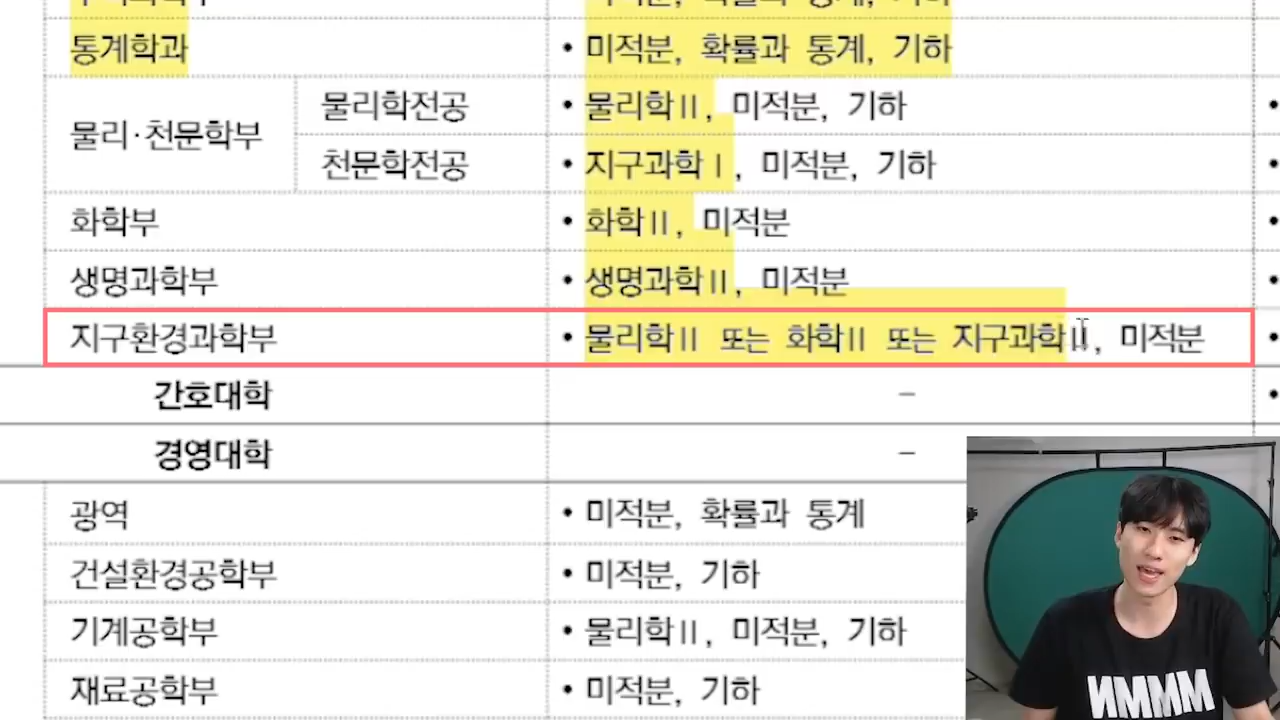 통계학과 • 미적분, 확률과 통계, 기하
물리·천문학부 물리학전공 • 물리학Ⅱ, 미적분, 기하
천문학전공 • 지구과학Ⅰ, 미적분, 기하
화학부 • 화학Ⅱ, 미적분
생명과학부 • 생명과학Ⅱ, 미적분
지구환경과학부 • 물리학Ⅱ 또는 화학Ⅱ 또는 지구과학Ⅱ, 미적분
간호대학 –
경영대학 –
광역 • 미적분, 확률과 통계
건설환경공학부 • 미적분, 기하
기계공학부 • 물리학Ⅱ, 미적분, 기하
재료공학부 • 미적분, 기하